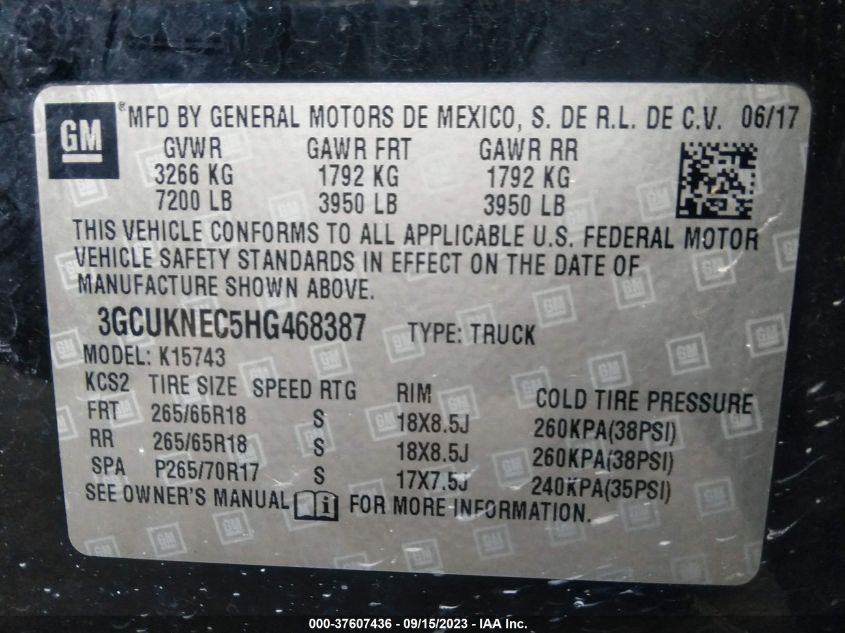 GM ® MFD BY GENERAL MOTORS DE MEXICO, S. DE R.L. DE C.V. 06/17
GVWR GAWR FRT GAWR RR
3266 KG 1792 KG 1792 KG
7200 LB 3950 LB 3950 LB
THIS VEHICLE CONFORMS TO ALL APPLICABLE U.S. FEDERAL MOTOR
VEHICLE SAFETY STANDARDS IN EFFECT ON THE DATE OF
MANUFACTURE SHOWN ABOVE.
3GCUKNEC5HG468387 TYPE: TRUCK
MODEL: K15743
KCS2 TIRE SIZE SPEED RTG RIM COLD TIRE PRESSURE
FRT 265/65R18 S 18X8.5J 260KPA(38PSI)
RR 265/65R18 S 18X8.5J 260KPA(38PSI)
SPA P265/70R17 S 17X7.5J 240KPA(35PSI)
SEE OWNER'S MANUAL i FOR MORE INFORMATION.
000-37607436 - 09/15/2023 - IAA Inc.